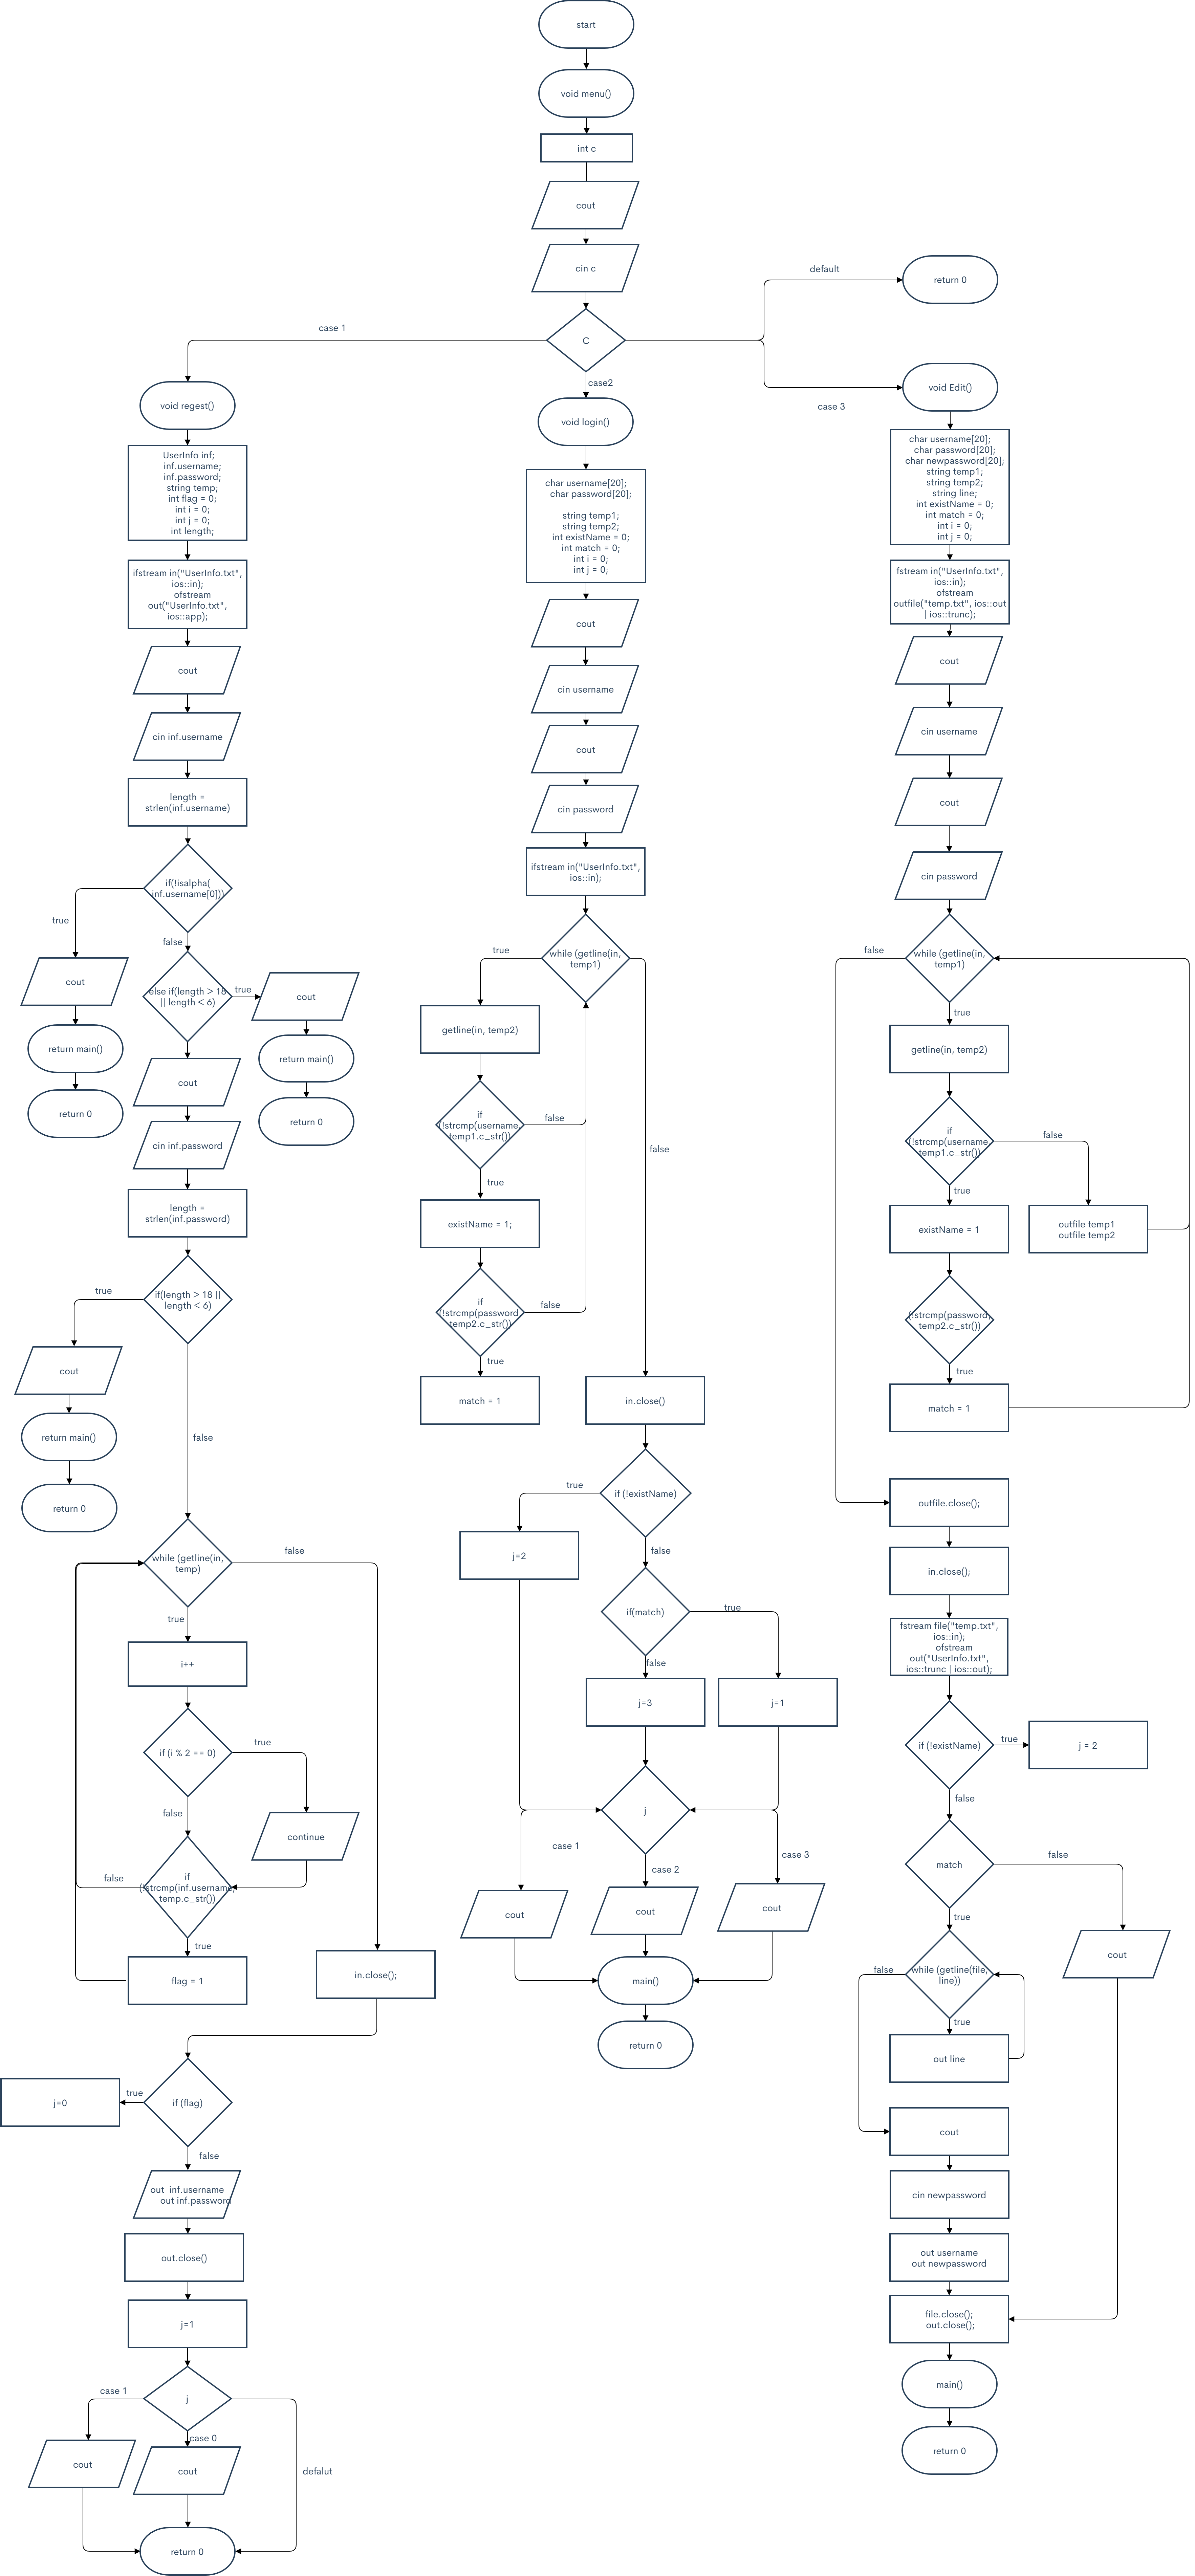 start
void menu()
int c
cout
cin c
C
default
return 0
case 1
case2
case 3
void regest()
UserInfo inf;
inf.username;
inf.password;
string temp;
int flag = 0;
int i = 0;
int j = 0;
int length;
ifstream in("UserInfo.txt",
ios::in);
ofstream
out("UserInfo.txt",
ios::app);
cout
cin inf.username
length =
strlen(inf.username)
if(!isalpha(
inf.username[0]))
true
false
cout
return main()
return 0
else if(length > 18
|| length < 6)
true
cout
return main()
return 0
cout
cin inf.password
length =
strlen(inf.password)
if(length > 18 ||
length < 6)
true
cout
return main()
return 0
false
while (getline(in,
temp)
false
true
i++
if (i % 2 == 0)
true
false
continue
if
(!strcmp(inf.username,
temp.c_str())
false
true
flag = 1
in.close();
if (flag)
true
j=0
false
out  inf.username
out inf.password
out.close()
j=1
j
case 1
case 0
defalut
cout
cout
return 0
void login()
char username[20];
char password[20];
string temp1;
string temp2;
int existName = 0;
int match = 0;
int i = 0;
int j = 0;
cout
cin username
cout
cin password
ifstream in("UserInfo.txt",
ios::in);
while (getline(in,
temp1)
true
false
getline(in, temp2)
if
(!strcmp(username,
temp1.c_str())
false
true
existName = 1;
if
(!strcmp(password,
temp2.c_str())
false
true
match = 1
in.close()
if (!existName)
true
false
j=2
if(match)
true
false
j=3
j=1
j
case 1
case 2
case 3
cout
cout
cout
main()
return 0
void Edit()
char username[20];
char password[20];
char newpassword[20];
string temp1;
string temp2;
string line;
int existName = 0;
int match = 0;
int i = 0;
int j = 0;
fstream in("UserInfo.txt",
ios::in);
ofstream
outfile("temp.txt", ios::out
| ios::trunc);
cout
cin username
cout
cin password
while (getline(in,
temp1)
false
true
getline(in, temp2)
if
(!strcmp(username,
temp1.c_str())
false
true
existName = 1
outfile temp1
outfile temp2
(!strcmp(password,
temp2.c_str())
true
match = 1
outfile.close();
in.close();
fstream file("temp.txt",
ios::in);
ofstream
out("UserInfo.txt",
ios::trunc | ios::out);
if (!existName)
true
j = 2
false
match
false
true
cout
while (getline(file,
line))
false
true
out line
cout
cin newpassword
out username
out newpassword
file.close();
out.close();
main()
return 0